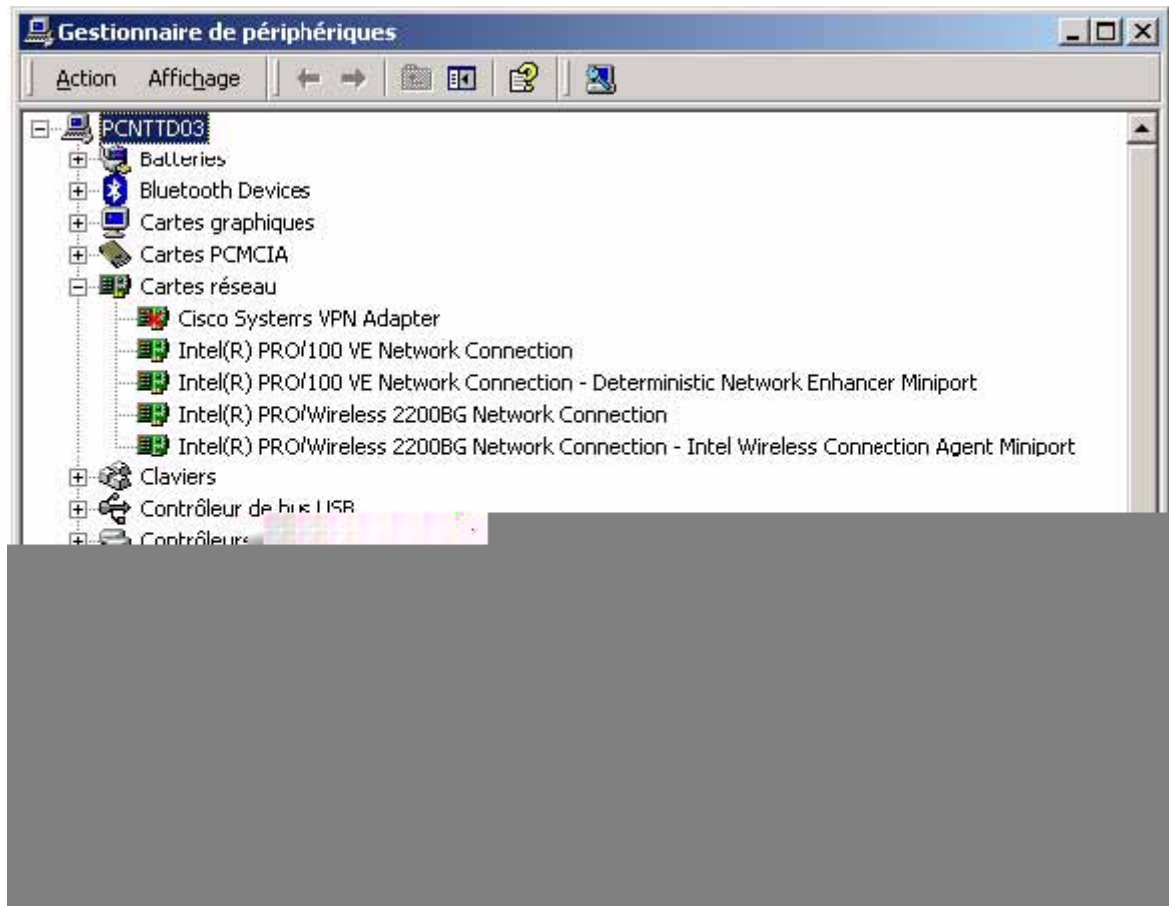 Gestionnaire de périphériques
Action Affichage
PCNTTD03
Batteries
Bluetooth Devices
Cartes graphiques
Cartes PCMCIA
Cartes réseau
Cisco Systems VPN Adapter
Intel(R) PRO/100 VE Network Connection
Intel(R) PRO/100 VE Network Connection - Deterministic Network Enhancer Miniport
Intel(R) PRO/Wireless 2200BG Network Connection
Intel(R) PRO/Wireless 2200BG Network Connection - Intel Wireless Connection Agent Miniport
Claviers
Contrôleur de bus USB
Contrôleurs